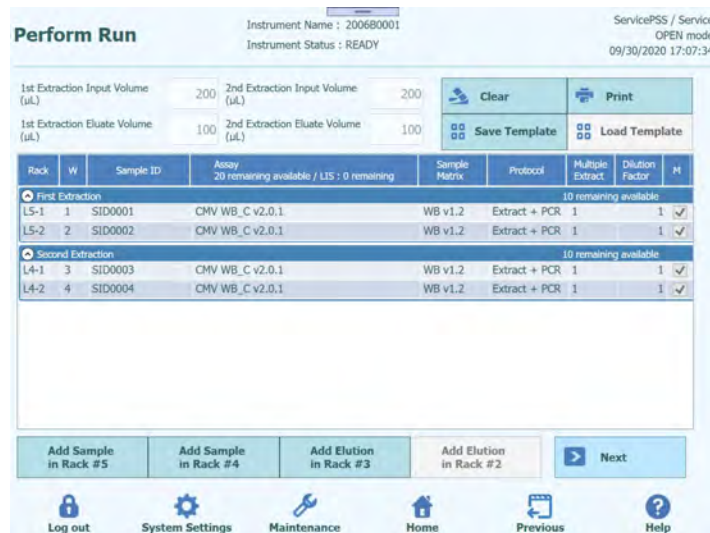 Perform Run
Instrument Name : 2006B0001
Instrument Status : READY
ServicePSS / Service
OPEN mode
09/30/2020 17:07:34
1st Extraction Input Volume (uL) 200
2nd Extraction Input Volume (uL) 200
Clear
Print
1st Extraction Eluate Volume (uL) 100
2nd Extraction Eluate Volume (uL) 100
Save Template
Load Template
Rack W Sample ID Assay 20 remaining available / LIS : 0 remaining Sample Matrix Protocol Multiple Extract Dilution Factor M
First Extraction 10 remaining available
L5-1 1 SID0001 CMV WB_C v2.0.1 WB v1.2 Extract + PCR 1 1
L5-2 2 SID0002 CMV WB_C v2.0.1 WB v1.2 Extract + PCR 1 1
Second Extraction 10 remaining available
L4-1 3 SID0003 CMV WB_C v2.0.1 WB v1.2 Extract + PCR 1 1
L4-2 4 SID0004 CMV WB_C v2.0.1 WB v1.2 Extract + PCR 1 1
Add Sample in Rack #5
Add Sample in Rack #4
Add Elution in Rack #3
Add Elution in Rack #2
Next
Log out
System Settings
Maintenance
Home
Previous
Help